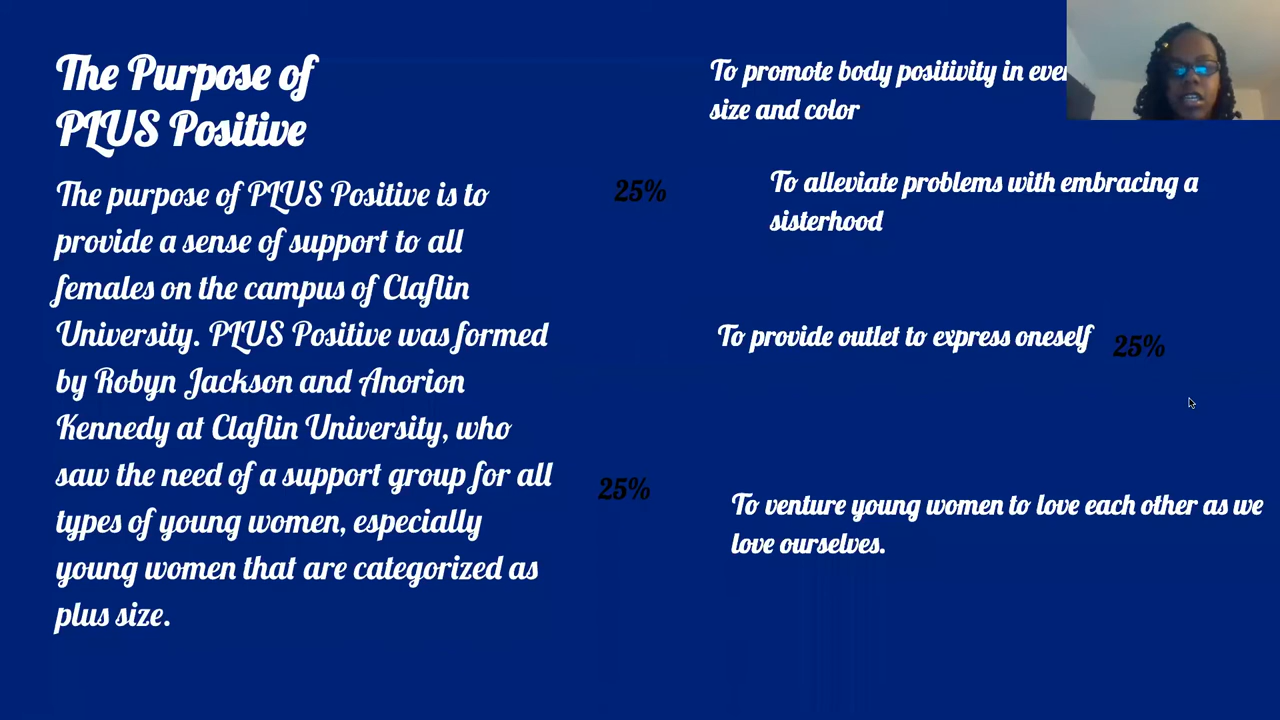 The Purpose of
PLUS Positive
The purpose of PLUS Positive is to
provide a sense of support to all
females on the campus of Claflin
University. PLUS Positive was formed
by Robyn Jackson and Anorion
Kennedy at Claflin University, who
saw the need of a support group for all
types of young women, especially
young women that are categorized as
plus size.
To promote body positivity in
size and color
25%
To alleviate problems with embracing a
sisterhood
To provide outlet to express oneself
25%
25%
To venture young women to love each other as we
love ourselves.